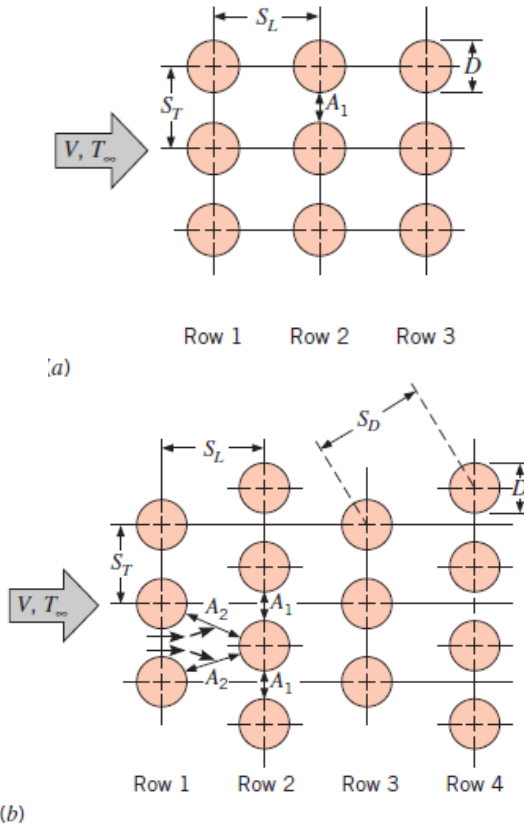 S_L
D
S_T
A_1
V, T_∞
Row 1 Row 2 Row 3
(a)
S_D
S_L
D
S_T
A_2 A_1
V, T_∞
A_2 A_1
Row 1 Row 2 Row 3 Row 4
(b)